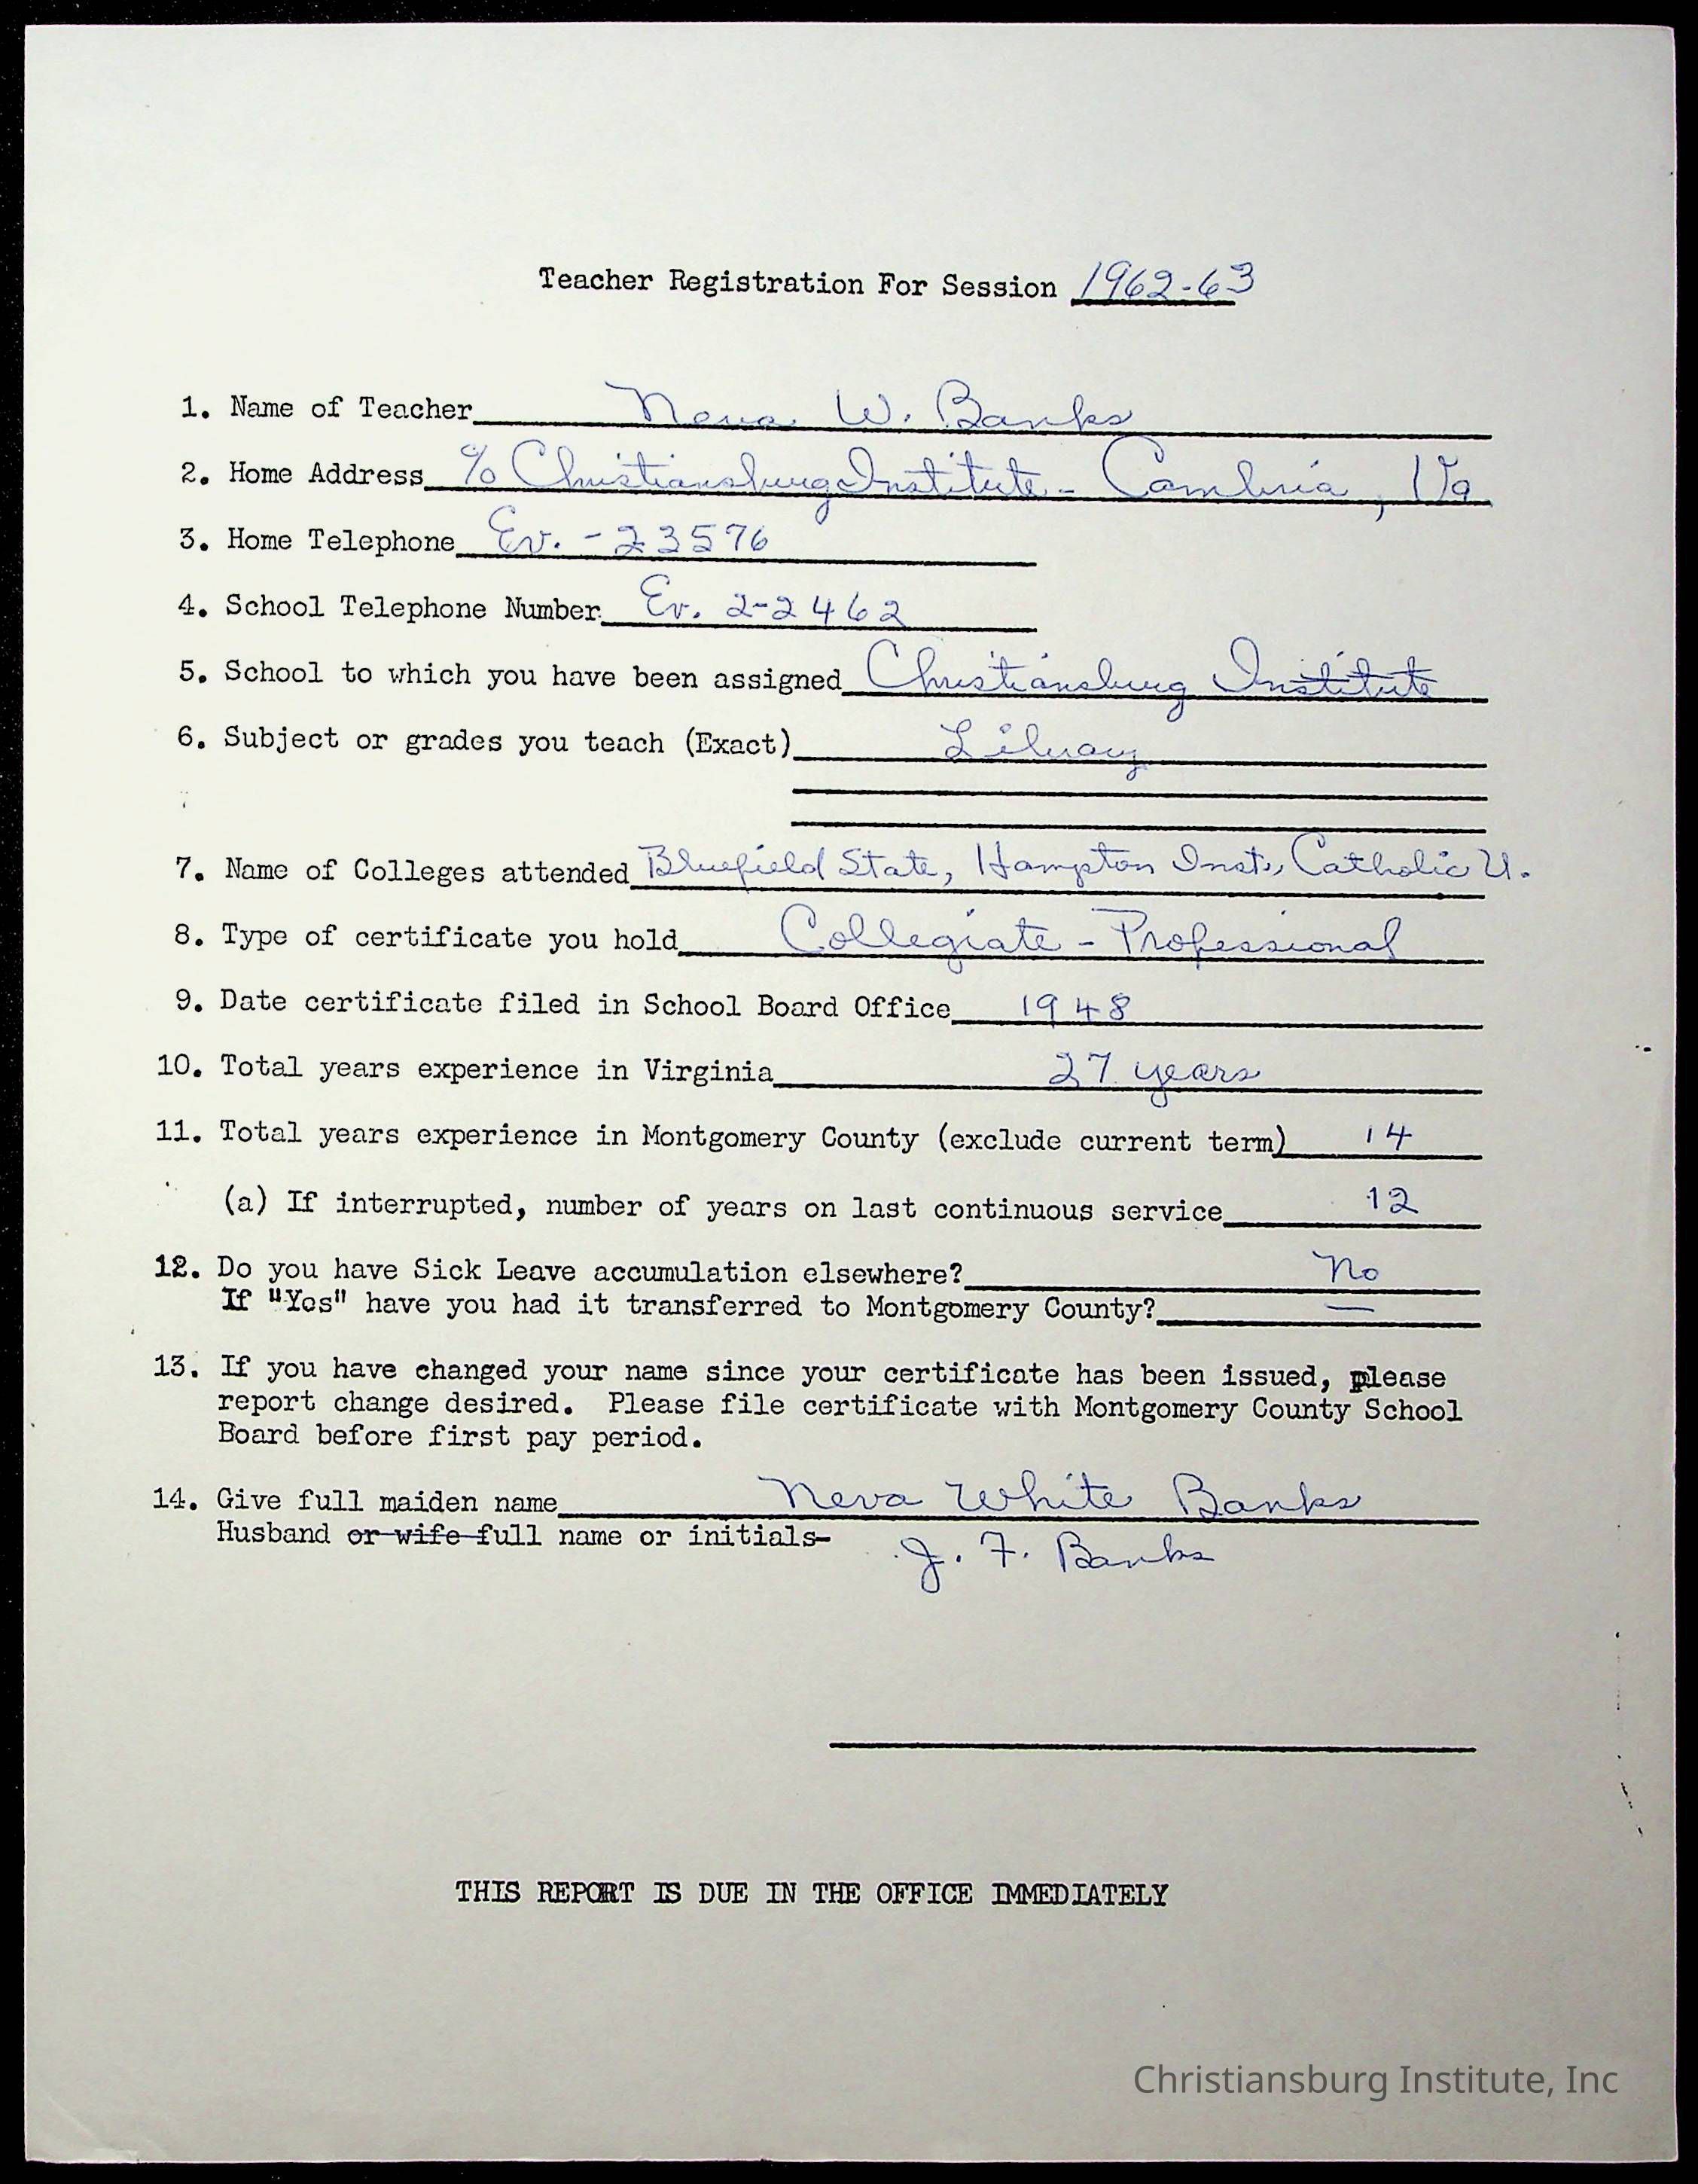 Teacher Registration For Session 1962-63
1. Name of Teacher Neva W. Banks
2. Home Address % Christiansburg Institute - Cambria, Va
3. Home Telephone Ev. - 23576
4. School Telephone Number Ev. 2-2462
5. School to which you have been assigned Christiansburg Institute
6. Subject or grades you teach (Exact) Library
7. Name of Colleges attended Bluefield State, Hampton Inst., Catholic U.
8. Type of certificate you hold Collegiate - Professional
9. Date certificate filed in School Board Office 1948
10. Total years experience in Virginia 27 years
11. Total years experience in Montgomery County (exclude current term) 14
(a) If interrupted, number of years on last continuous service 12
12. Do you have Sick Leave accumulation elsewhere? No
If "Yes" have you had it transferred to Montgomery County? —
13. If you have changed your name since your certificate has been issued, please
report change desired. Please file certificate with Montgomery County School
Board before first pay period.
14. Give full maiden name Neva White Banks
Husband or wife full name or initials- J. F. Banks
THIS REPORT IS DUE IN THE OFFICE IMMEDIATELY
Christiansburg Institute, Inc